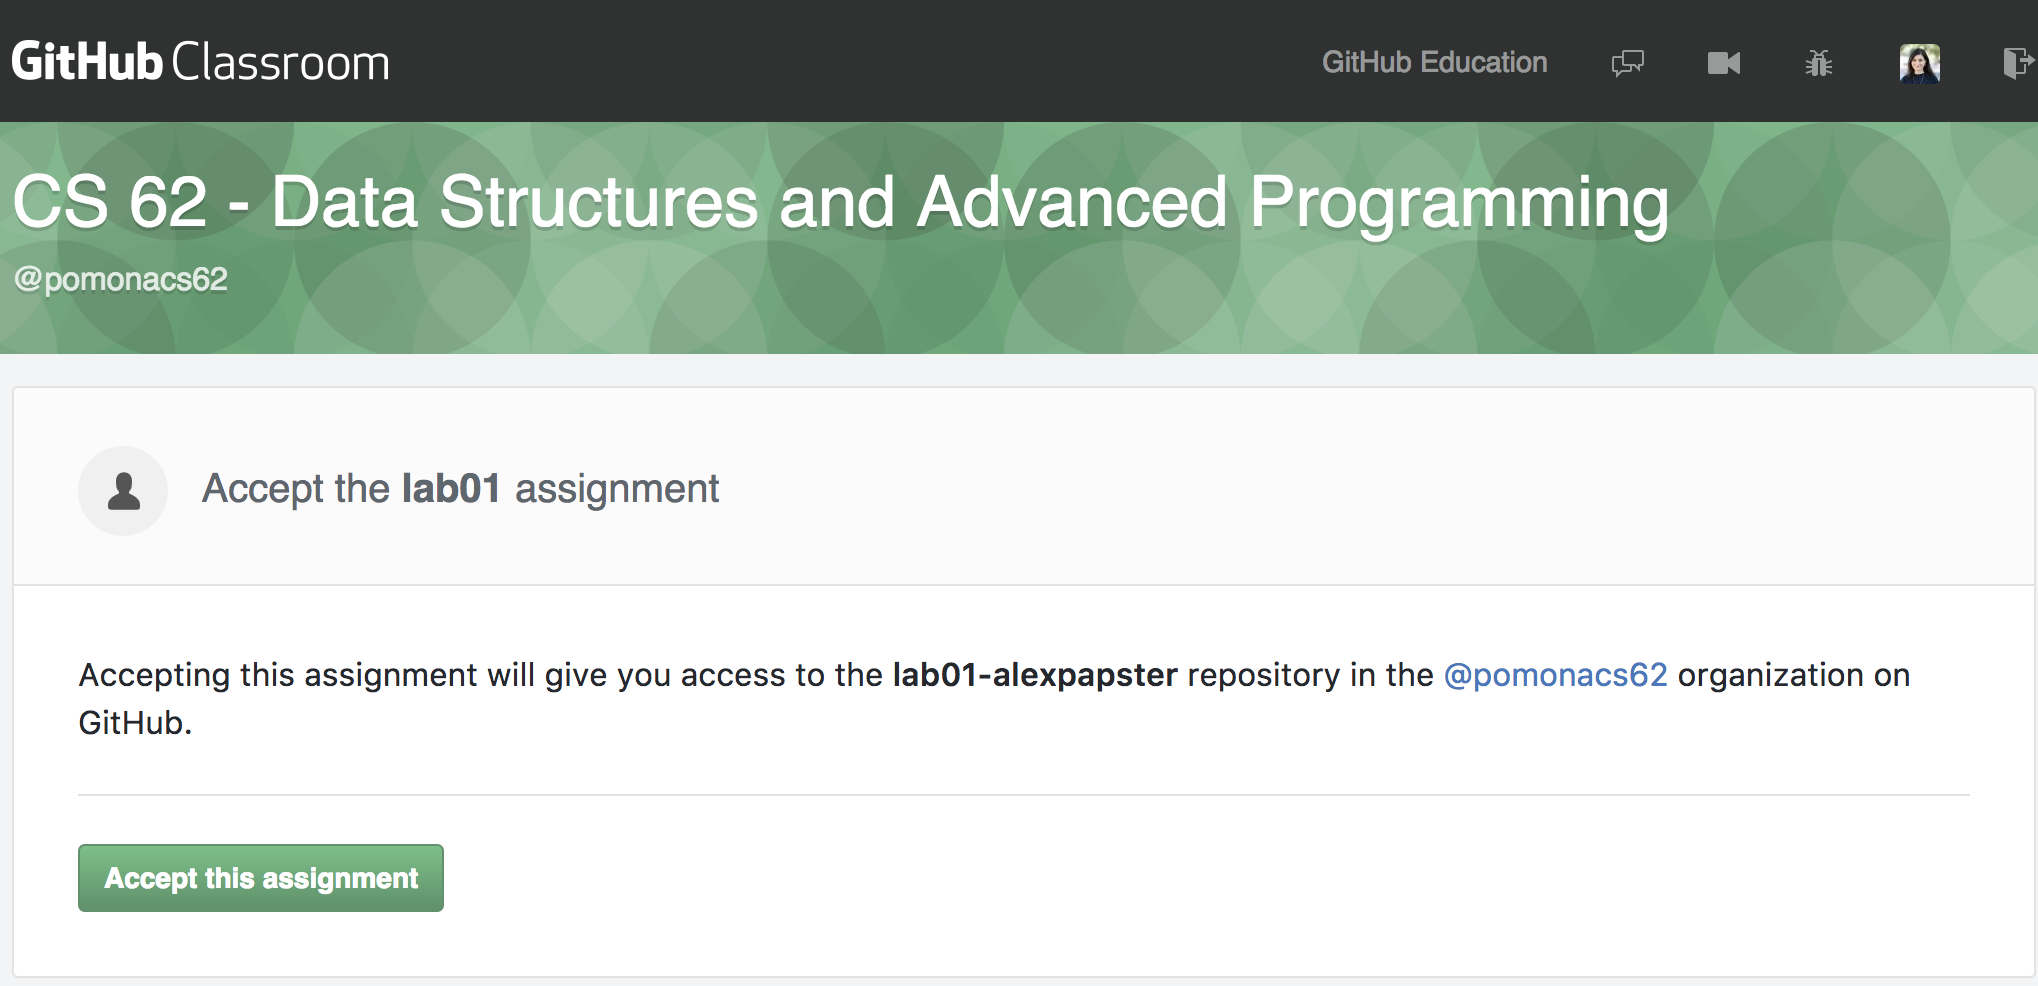 GitHub Classroom
GitHub Education
CS 62 - Data Structures and Advanced Programming
@pomonacs62
Accept the lab01 assignment
Accepting this assignment will give you access to the lab01-alexpapster repository in the @pomonacs62 organization on
GitHub.
Accept this assignment